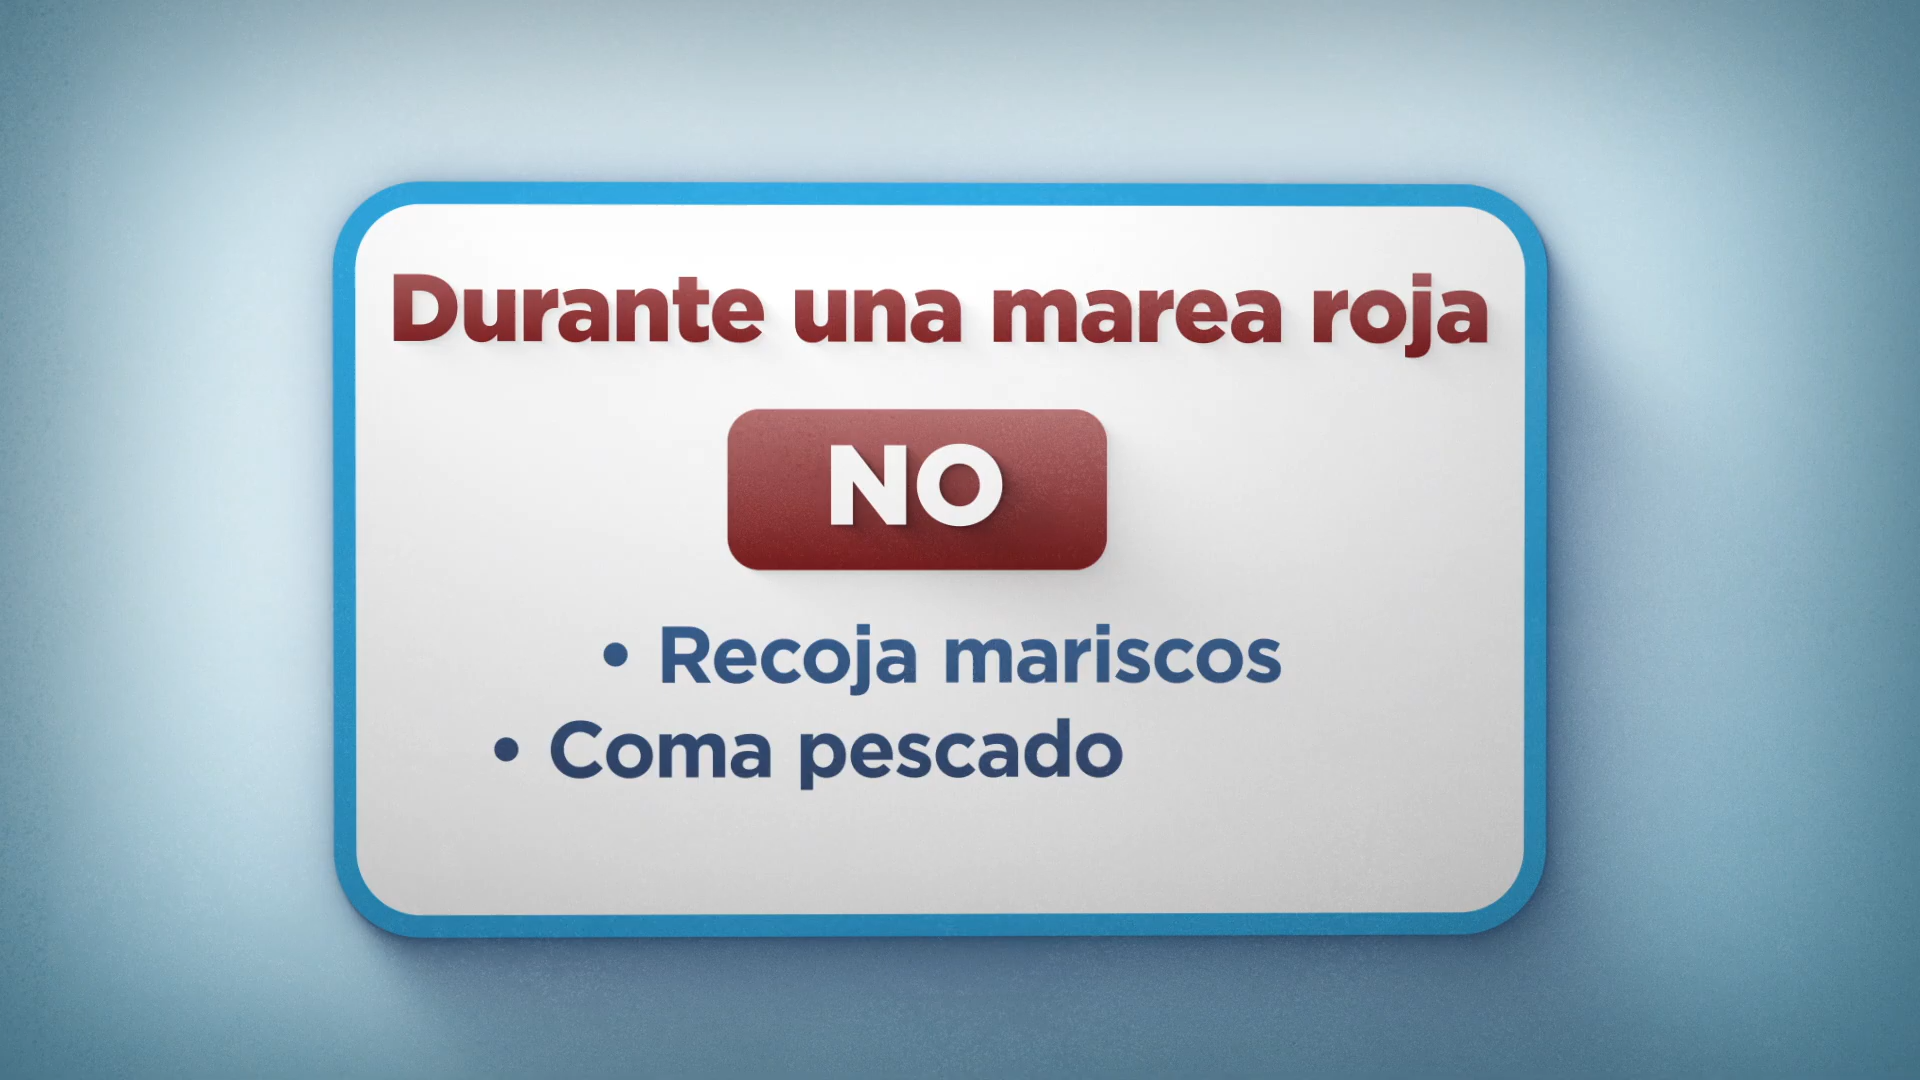 Durante una marea roja
NO
• Recoja mariscos
• Coma pescado